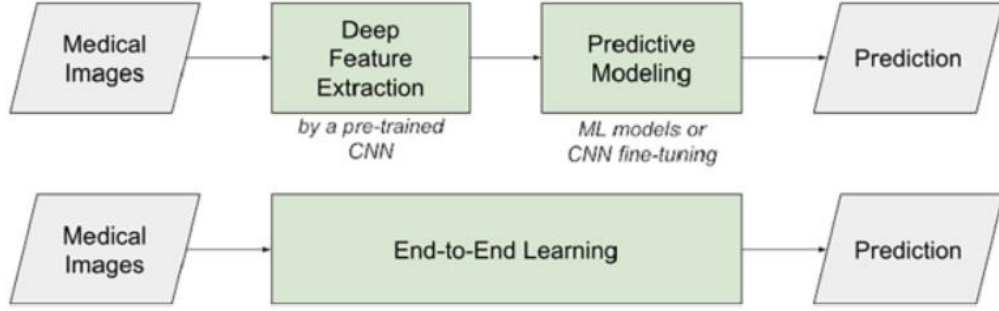 Medical
Images
Deep
Feature
Extraction
by a pre-trained
CNN
Predictive
Modeling
ML models or
CNN fine-tuning
Prediction
Medical
Images
End-to-End Learning
Prediction